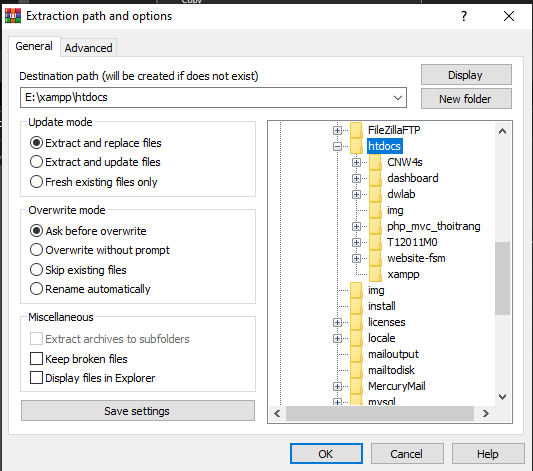 Copy
Extraction path and options
General
Advanced
Destination path (will be created if does not exist)
E:\xampp\htdocs
Display
New folder
Update mode
Extract and replace files
Extract and update files
Fresh existing files only
Overwrite mode
Ask before overwrite
Overwrite without prompt
Skip existing files
Rename automatically
Miscellaneous
Extract archives to subfolders
Keep broken files
Display files in Explorer
Save settings
FileZillaFTP
htdocs
CNW4s
dashboard
dwlab
img
php_mvc_thoitrang
T12011M0
website-fsm
xampp
img
install
licenses
locale
mailoutput
mailtodisk
MercuryMail
mysql
OK
Cancel
Help